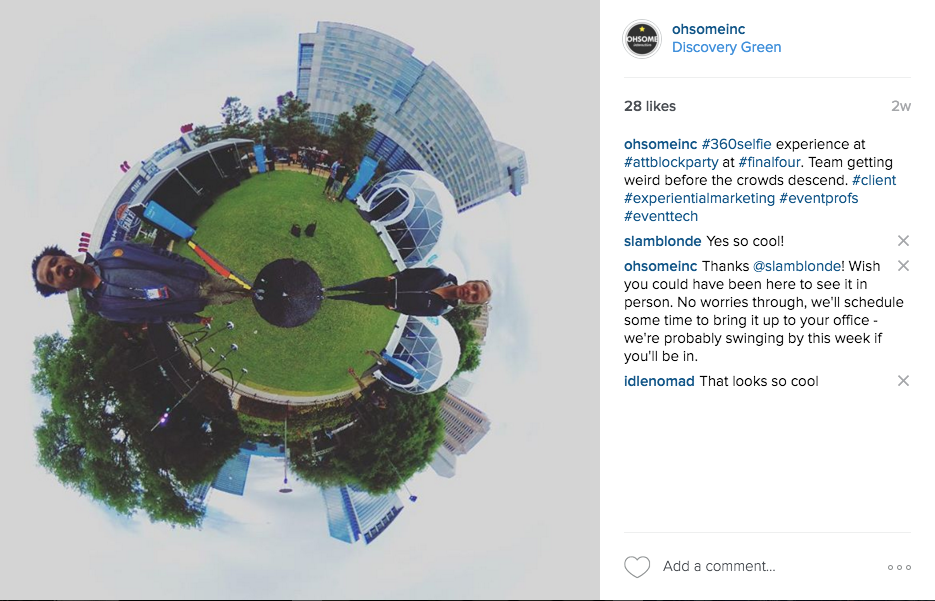 OHSOME
ohsomeinc
Discovery Green
28 likes
2w
ohsomeinc #360selfie experience at
#attblockparty at #finalfour. Team getting
weird before the crowds descend. #client
#experientialmarketing #eventprofs
#eventtech
slamblonde Yes so cool!
ohsomeinc Thanks @slamblonde! Wish
you could have been here to see it in
person. No worries through, we'll schedule
some time to bring it up to your office -
we're probably swinging by this week if
you'll be in.
idlenomad That looks so cool
Add a comment...